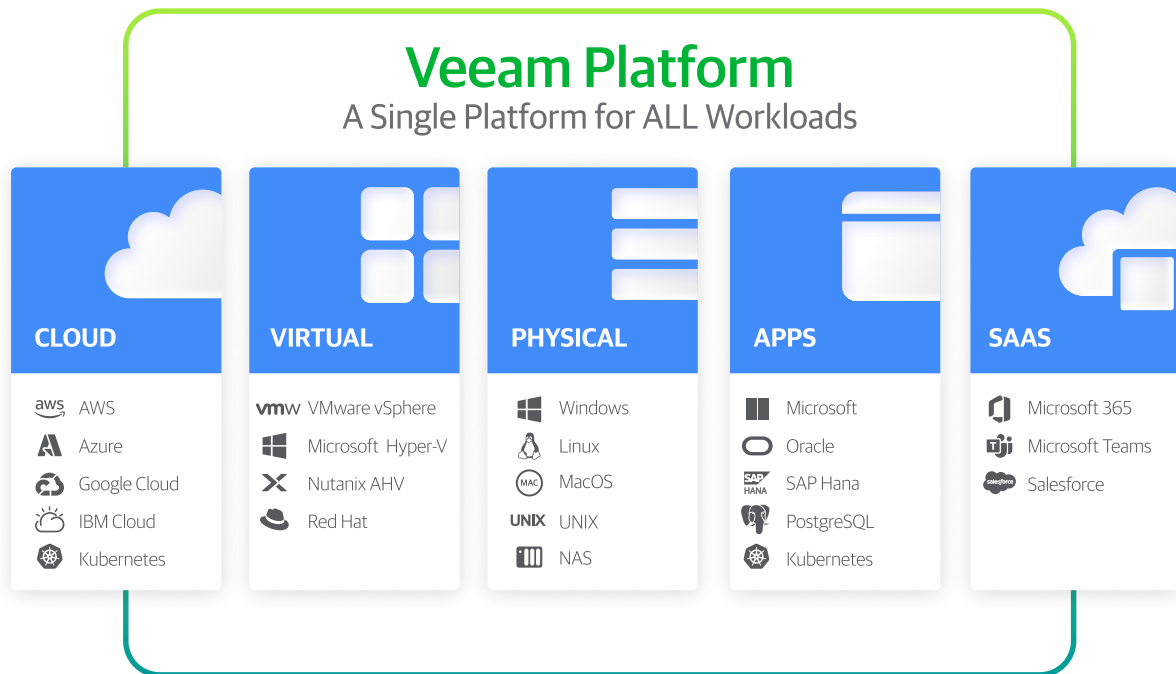 Veeam Platform
A Single Platform for ALL Workloads
CLOUD
aws AWS
Azure
Google Cloud
IBM Cloud
Kubernetes
VIRTUAL
vmw VMware vSphere
Microsoft Hyper-V
Nutanix AHV
Red Hat
PHYSICAL
Windows
Linux
MAC MacOS
UNIX UNIX
NAS
APPS
Microsoft
Oracle
SAP HANA SAP Hana
PostgreSQL
Kubernetes
SAAS
Microsoft 365
T Microsoft Teams
salesforce Salesforce